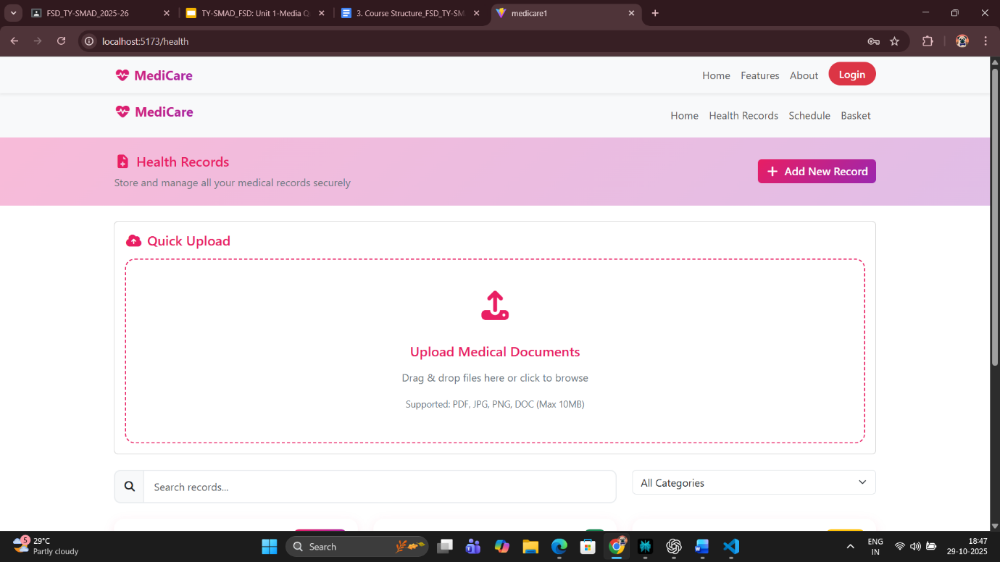 FSD_TY-SMAD_2025-26
TY-SMAD_FSD: Unit 1-Media Q
3. Course Structure_FSD_TY-SM
medicare1
localhost:5173/health
MediCare
Home Features About Login
MediCare
Home Health Records Schedule Basket
Health Records
Store and manage all your medical records securely
Add New Record
Quick Upload
Upload Medical Documents
Drag & drop files here or click to browse
Supported: PDF, JPG, PNG, DOC (Max 10MB)
Search records...
All Categories
5
29°C
Partly cloudy
Search
ENG
IN
18:47
29-10-2025